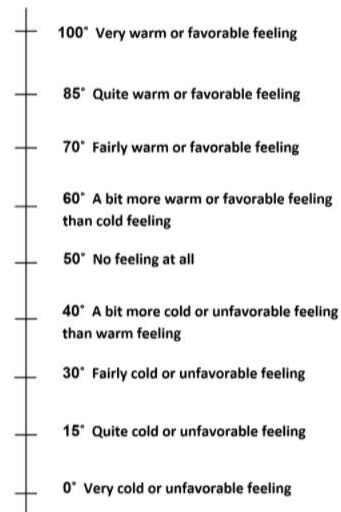 100° Very warm or favorable feeling
85° Quite warm or favorable feeling
70° Fairly warm or favorable feeling
60° A bit more warm or favorable feeling
than cold feeling
50° No feeling at all
40° A bit more cold or unfavorable feeling
than warm feeling
30° Fairly cold or unfavorable feeling
15° Quite cold or unfavorable feeling
0° Very cold or unfavorable feeling